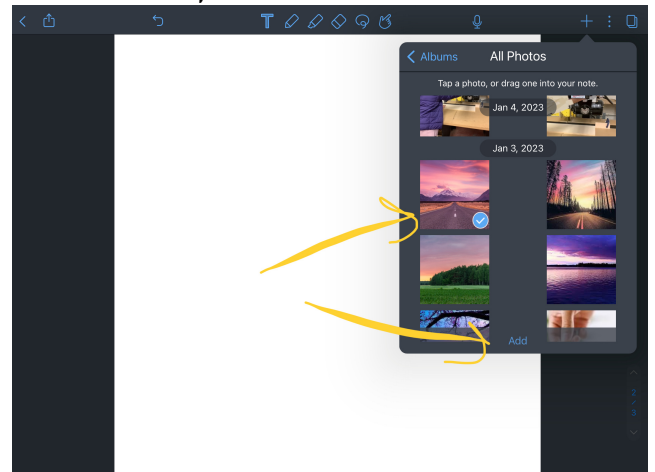 Albums All Photos
Tap a photo, or drag one into your note.
Jan 4, 2023
Jan 3, 2023
Add